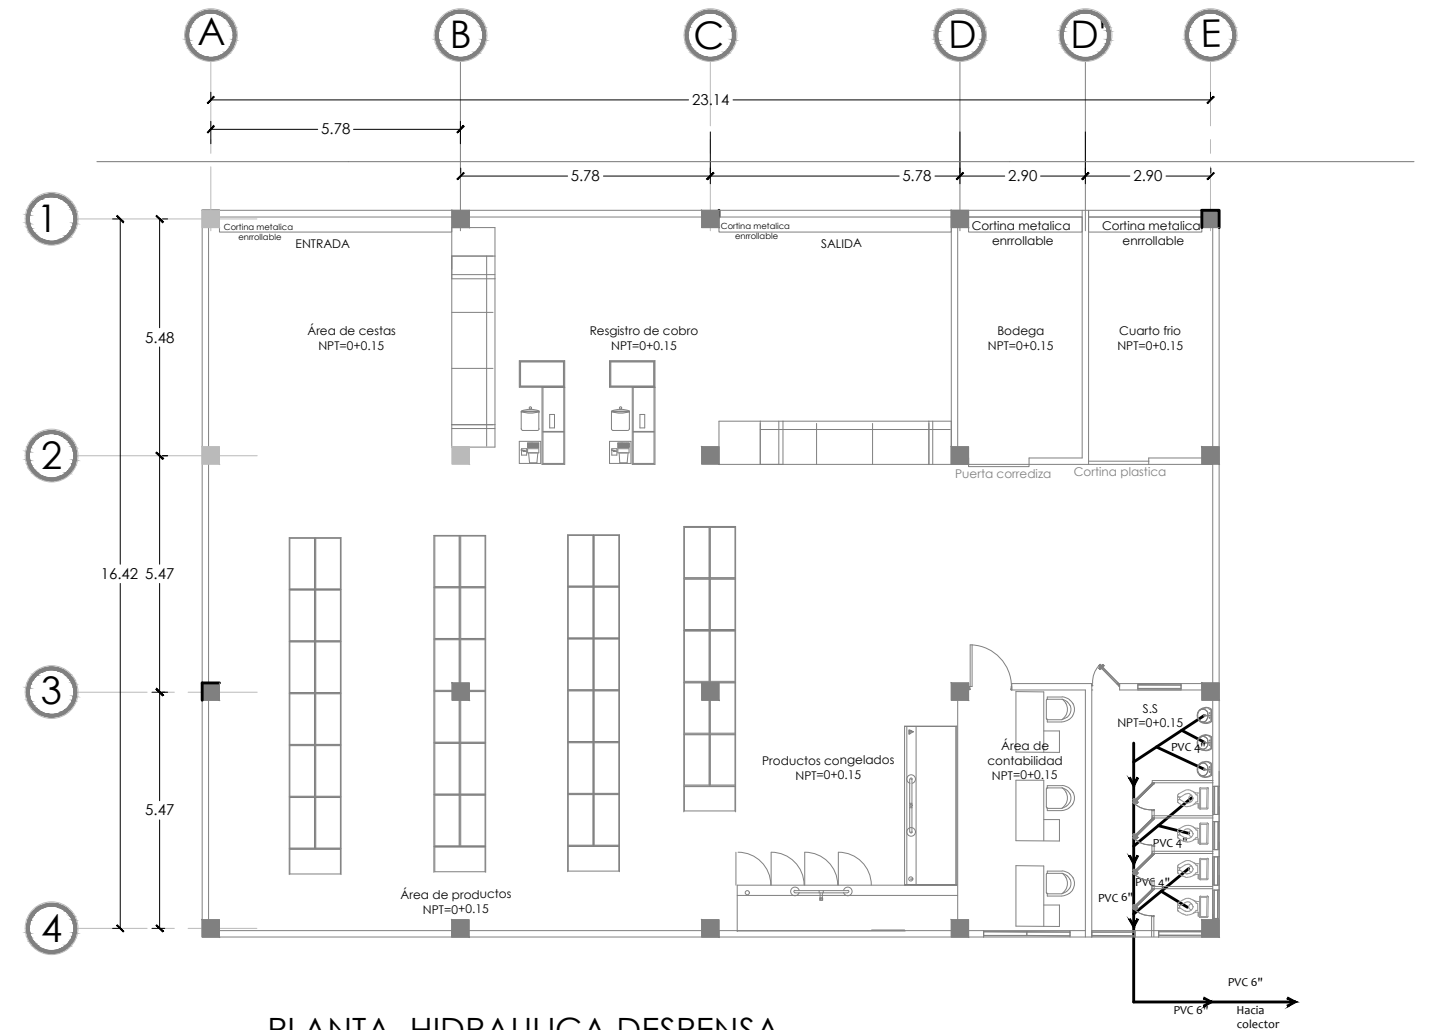 A B C D D' E
23.14
5.78
5.78 5.78 2.90 2.90
1
Cortina metalica
enrrollable
ENTRADA
Cortina metalica
enrrollable
SALIDA
Cortina metalica
enrrollable
Cortina metalica
enrrollable
5.48
Área de cestas
NPT=0+0.15
Resgistro de cobro
NPT=0+0.15
Bodega
NPT=0+0.15
Cuarto frio
NPT=0+0.15
2
Puerta corrediza
Cortina plastica
16.42 5.47
3
S.S
NPT=0+0.15
PVC 4"
Productos congelados
NPT=0+0.15
Área de
contabilidad
NPT=0+0.15
5.47
PVC 4"
PVC 4"
PVC 6"
Área de productos
NPT=0+0.15
4
PVC 6"
PVC 6"
Hacia
colector
PLANTA HIDRAULICA DESPENSA